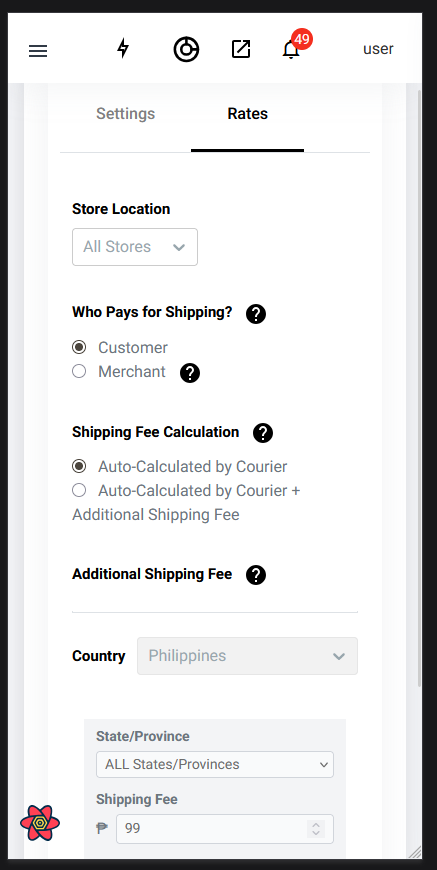 49
user
Settings
Rates
Store Location
All Stores
Who Pays for Shipping? ?
Customer
Merchant ?
Shipping Fee Calculation ?
Auto-Calculated by Courier
Auto-Calculated by Courier +
Additional Shipping Fee
Additional Shipping Fee ?
Country Philippines
State/Province
ALL States/Provinces
Shipping Fee
₱ 99